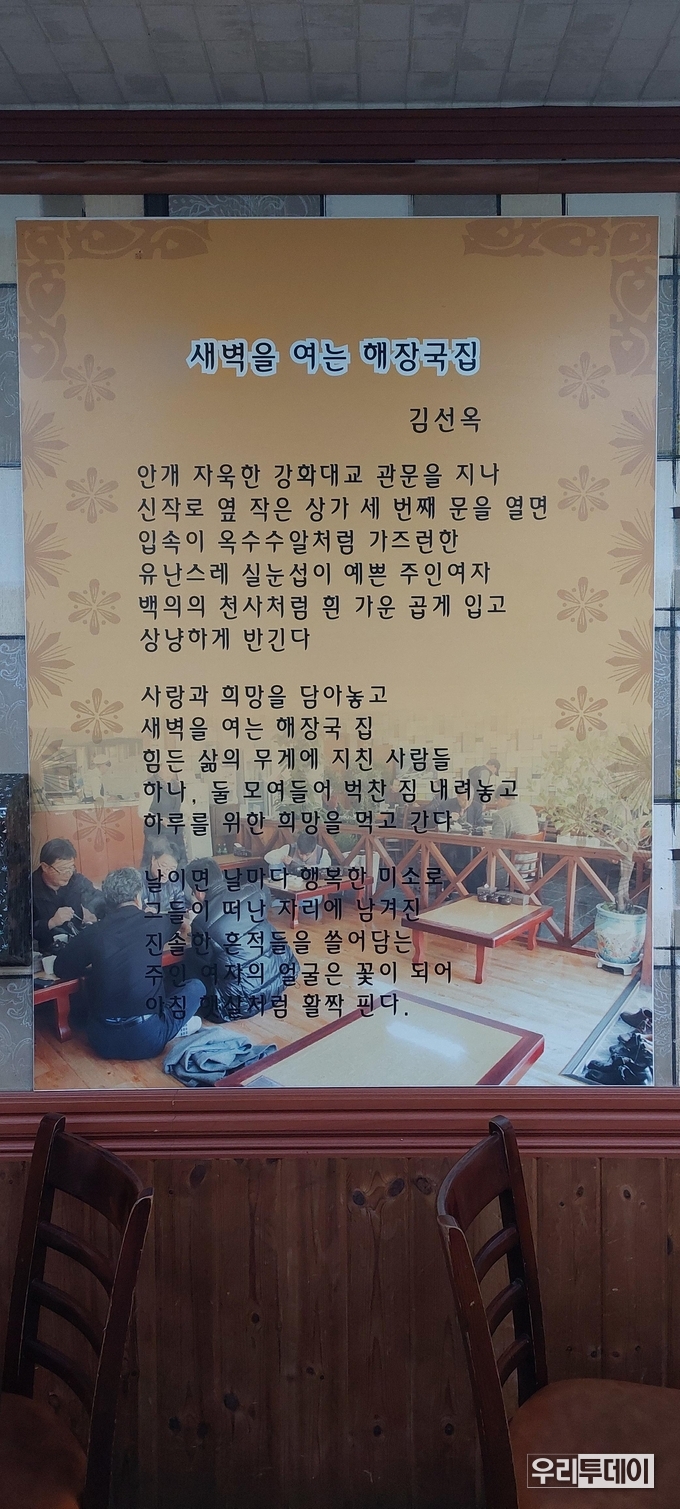 새벽을 여는 해장국집
김선옥
안개 자욱한 강화대교 관문을 지나
신작로 옆 작은 상가 세 번째 문을 열면
입속이 옥수수알처럼 가즈런한
유난스레 실눈섭이 예쁜 주인여자
백의의 천사처럼 흰 가운 곱게 입고
상냥하게 반긴다
사랑과 희망을 담아놓고
새벽을 여는 해장국 집
힘든 삶의 무게에 지친 사람들
하나, 둘 모여들어 벅찬 짐 내려놓고
하루를 위한 희망을 먹고 간다
날이면 날마다 행복한 미소로
그들이 떠난 자리에 남겨진
진솔한 흔적들을 쓸어담는
주인 여자의 얼굴은 꽃이 되어
아침 햇살처럼 활짝 핀다.
우리투데이